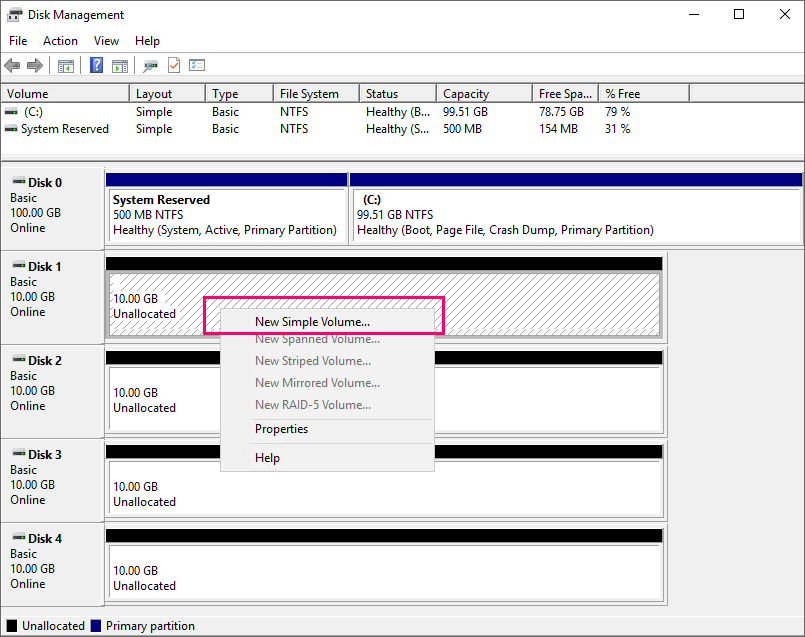 Disk Management
File Action View Help
Volume Layout Type File System Status Capacity Free Spa... % Free
(C:) Simple Basic NTFS Healthy (B... 99.51 GB 78.75 GB 79 %
System Reserved Simple Basic NTFS Healthy (S... 500 MB 154 MB 31 %
Disk 0
Basic
100.00 GB
Online
System Reserved
500 MB NTFS
Healthy (System, Active, Primary Partition)
(C:)
99.51 GB NTFS
Healthy (Boot, Page File, Crash Dump, Primary Partition)
Disk 1
Basic
10.00 GB
Online
10.00 GB
Unallocated
New Simple Volume...
New Spanned Volume...
New Striped Volume...
New Mirrored Volume...
New RAID-5 Volume...
Properties
Help
Disk 2
Basic
10.00 GB
Online
10.00 GB
Unallocated
Disk 3
Basic
10.00 GB
Online
10.00 GB
Unallocated
Disk 4
Basic
10.00 GB
Online
10.00 GB
Unallocated
Unallocated Primary partition